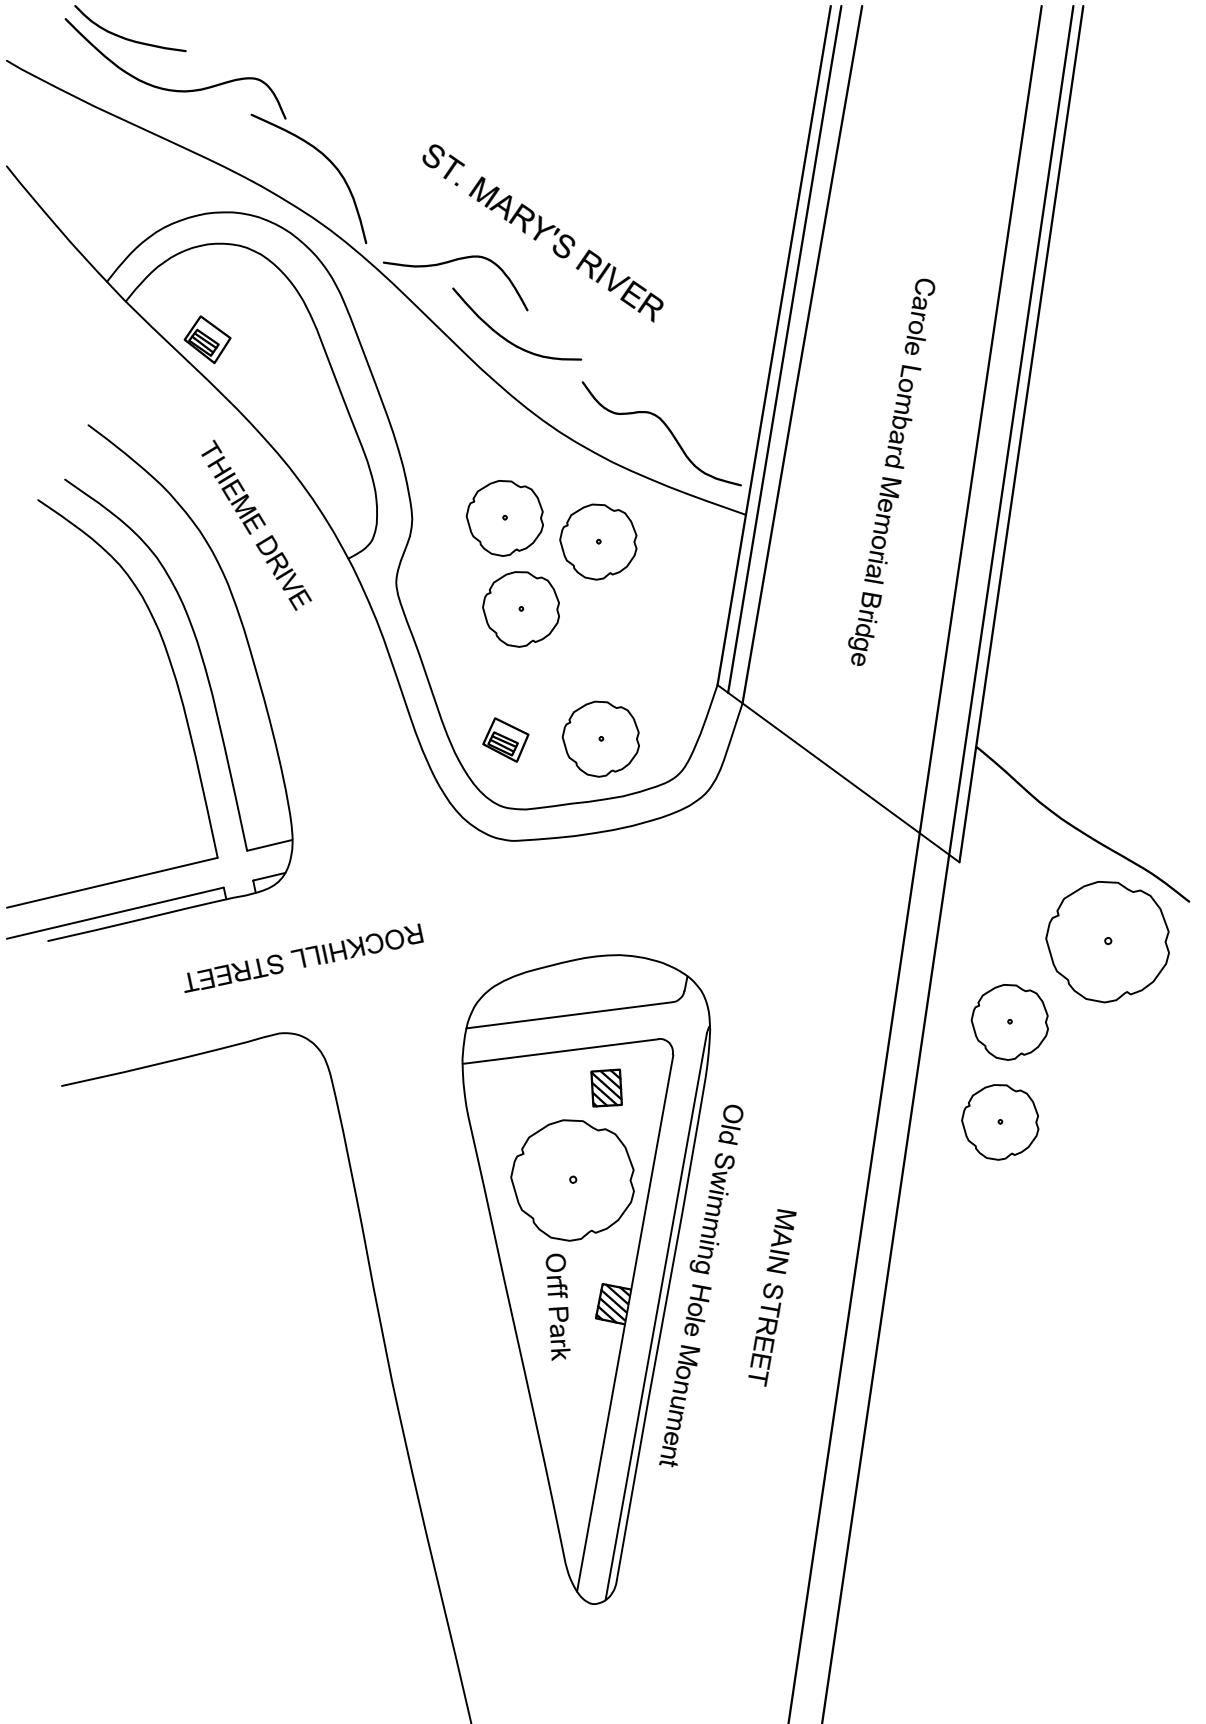 ST. MARY'S RIVER
Carole Lombard Memorial Bridge
THIEME DRIVE
ROCKHILL STREET
Old Swimming Hole Monument
MAIN STREET
Orff Park